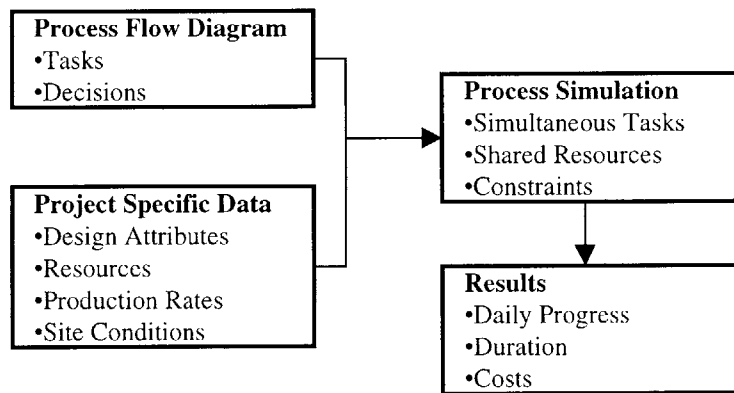 Process Flow Diagram
•Tasks
•Decisions
Project Specific Data
•Design Attributes
•Resources
•Production Rates
•Site Conditions
Process Simulation
•Simultaneous Tasks
•Shared Resources
•Constraints
Results
•Daily Progress
•Duration
•Costs